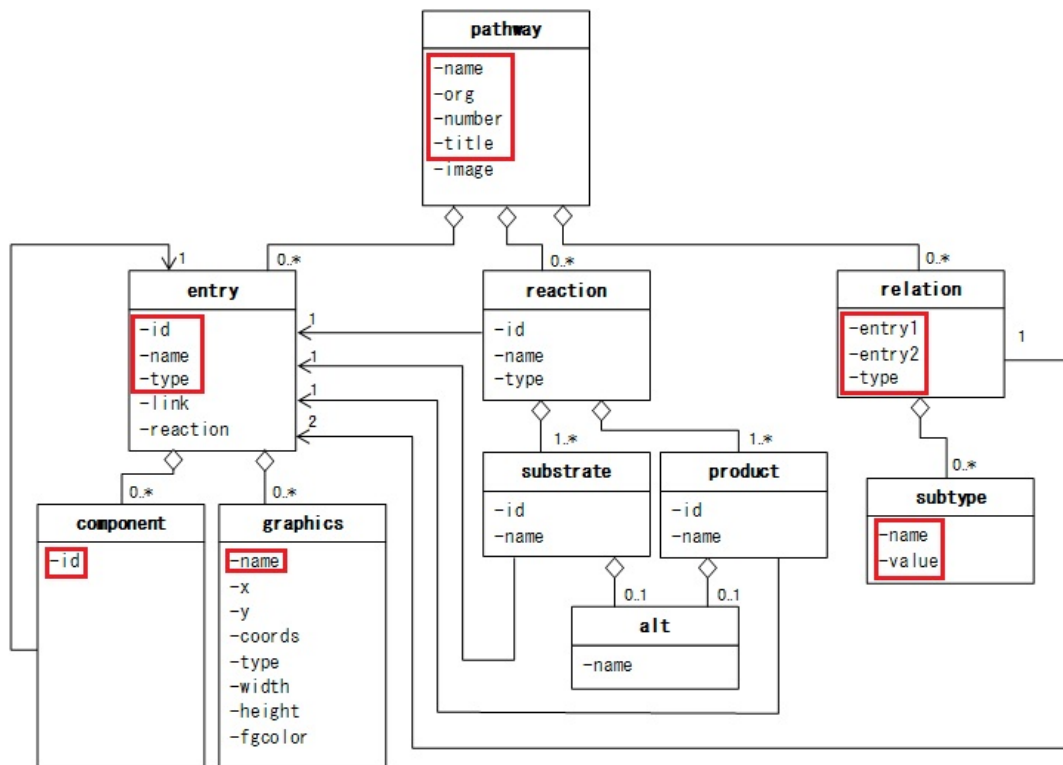 pathway
-name
-org
-number
-title
-image
1
0..*
0..*
0..*
entry
-id
-name
-type
-link
-reaction
reaction
-id
-name
-type
relation
-entry1
-entry2
-type
1
1
1
1
2
0..*
0..*
1..*
1..*
0..*
component
-id
graphics
-name
-x
-y
-coords
-type
-width
-height
-fgcolor
substrate
-id
-name
product
-id
-name
subtype
-name
-value
0..1
0..1
alt
-name